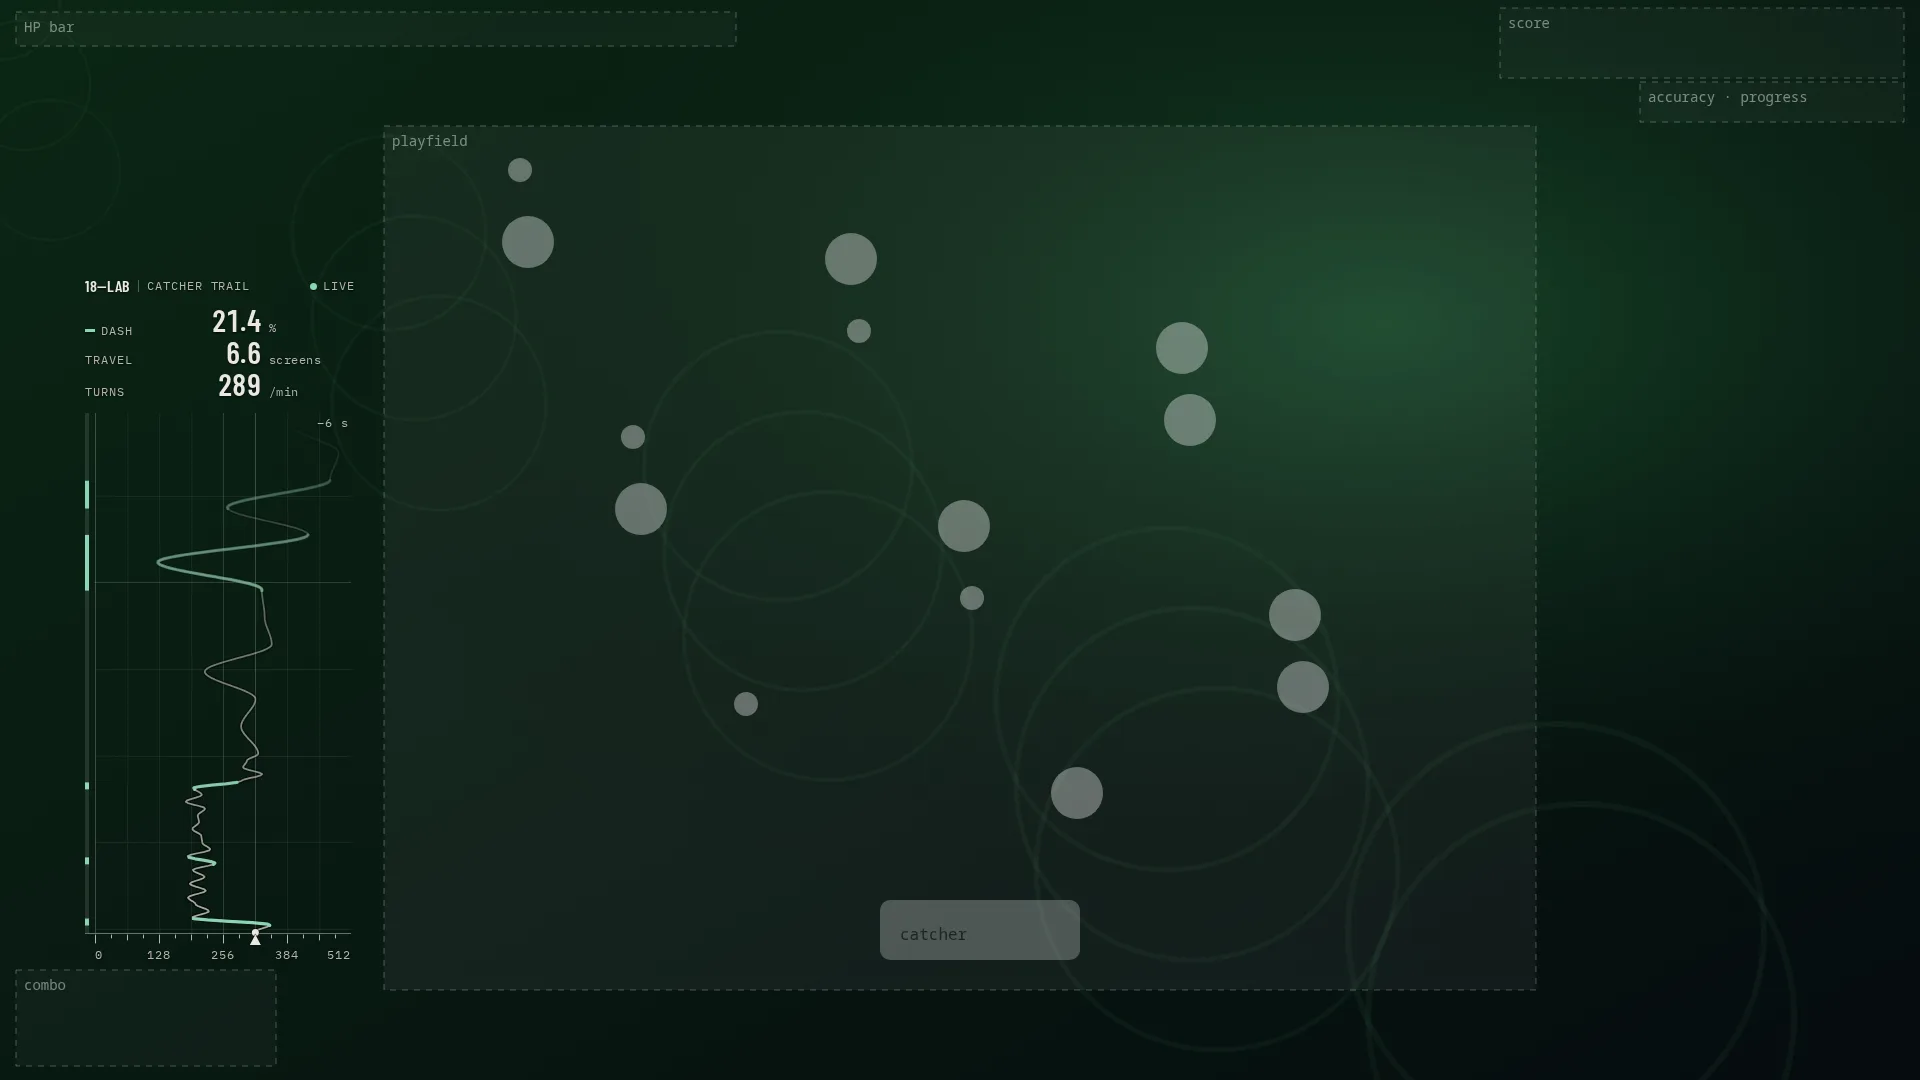 HP bar
score
accuracy · progress
playfield
18—LAB CATCHER TRAIL LIVE
DASH 21.4 %
TRAVEL 6.6 screens
TURNS 289 /min
−6 s
catcher
0 128 256 384 512
combo